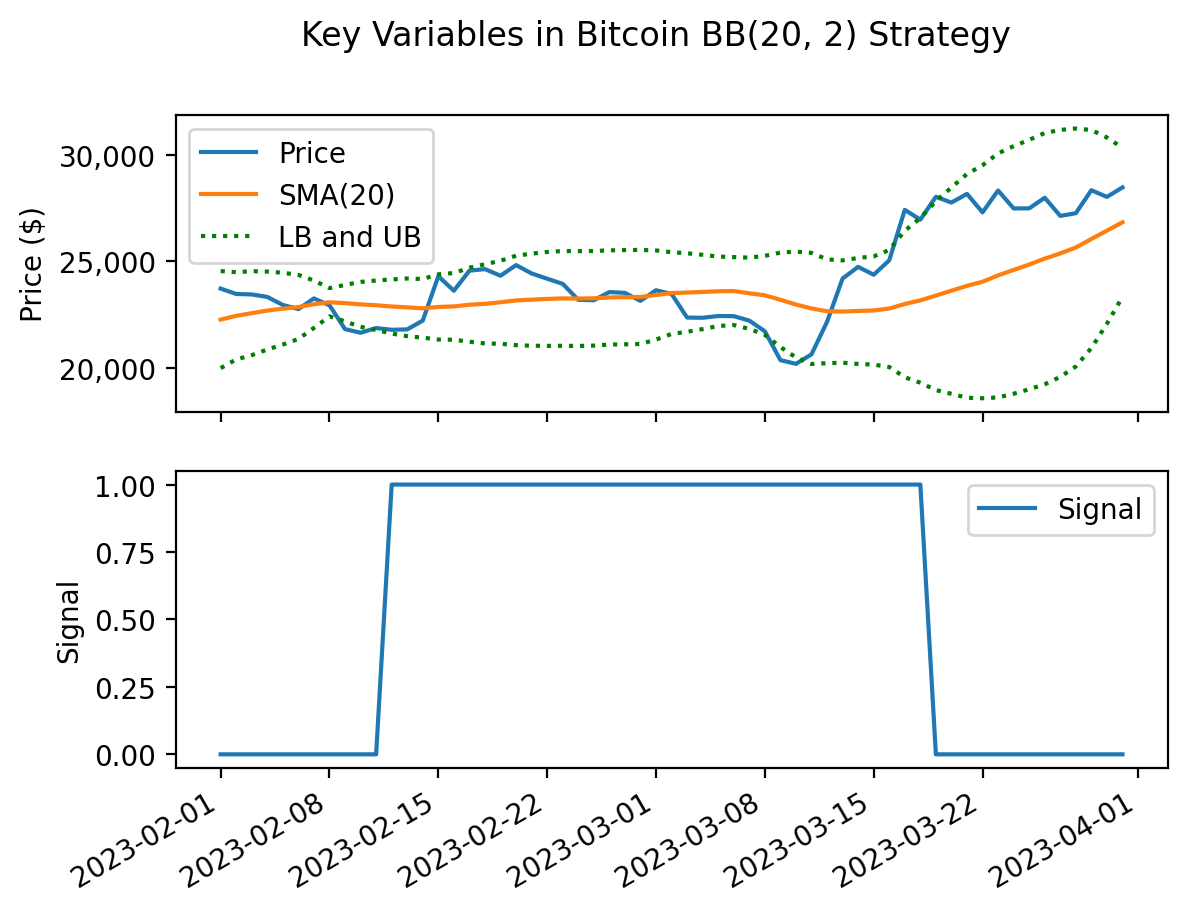 Key Variables in Bitcoin BB(20, 2) Strategy
Price ($)
30,000
25,000
20,000
Price
SMA(20)
LB and UB
Signal
1.00
0.75
0.50
0.25
0.00
Signal
2023-02-01
2023-02-08
2023-02-15
2023-02-22
2023-03-01
2023-03-08
2023-03-15
2023-03-22
2023-04-01